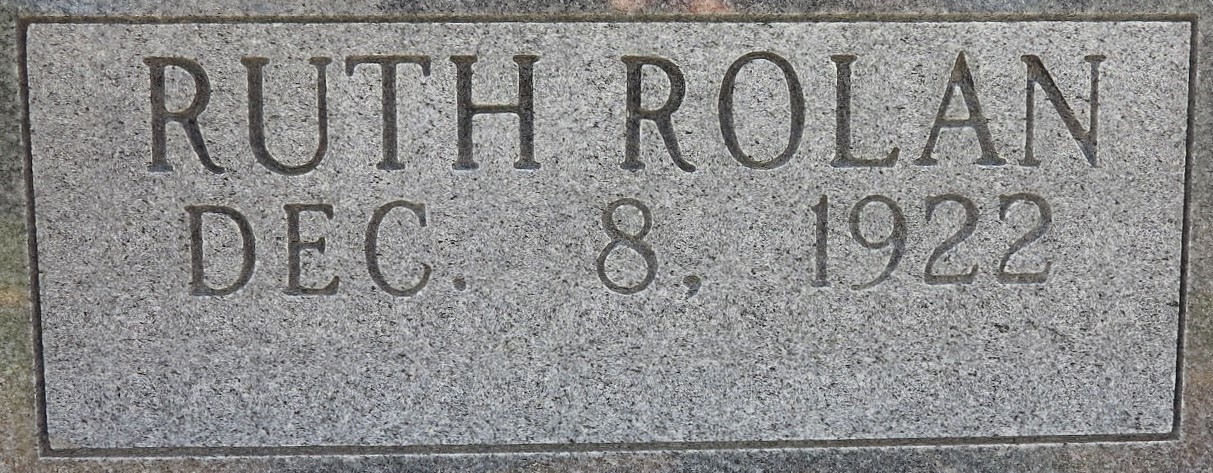 RUTH ROLAN
DEC. 8, 1922